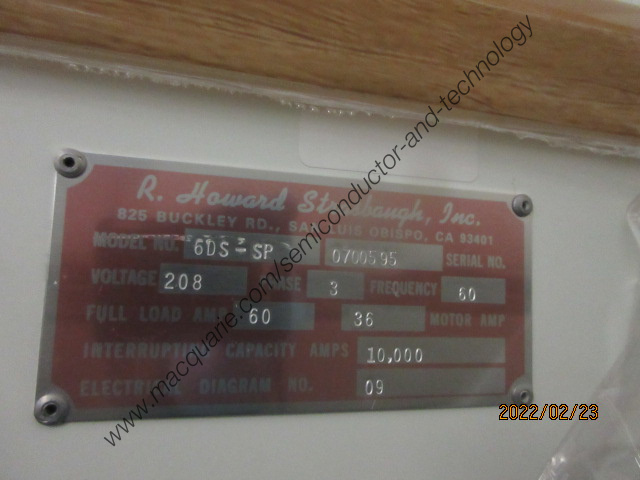 R. Howard Strasbaugh, Inc.
825 BUCKLEY RD., SAN LUIS OBISPO, CA 93401
MODEL NO. 6DS-SP 0700595 SERIAL NO.
VOLTAGE 208 PHASE 3 FREQUENCY 60
FULL LOAD AMPS 60 36 MOTOR AMP
INTERRUPTING CAPACITY AMPS 10,000
ELECTRICAL DIAGRAM NO. 09
2022/02/23
www.macquarie.com/semiconductor-and-technology